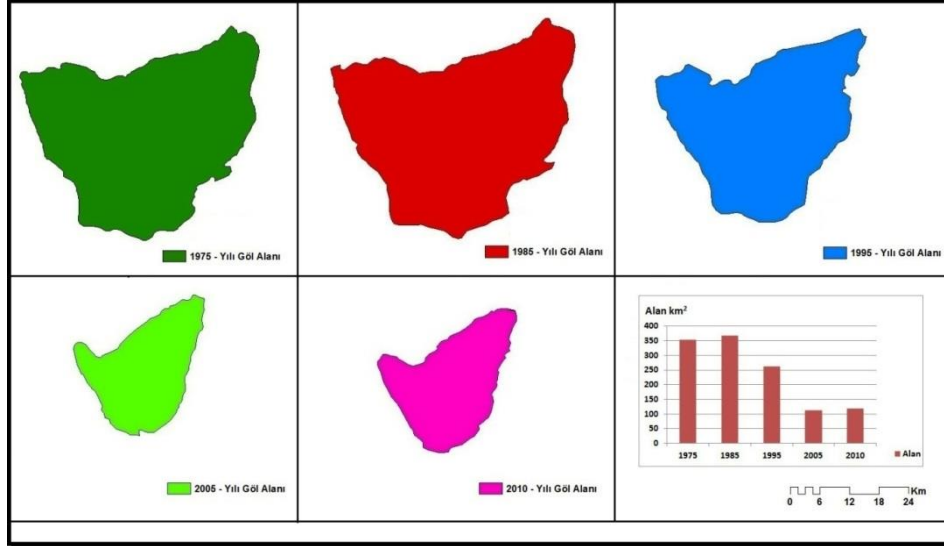 1975 - Yılı Göl Alanı
1985 - Yılı Göl Alanı
1995 - Yılı Göl Alanı
2005 - Yılı Göl Alanı
2010 - Yılı Göl Alanı
Alan km²
400
350
300
250
200
150
100
50
0
1975 1985 1995 2005 2010
Alan
Km
0 6 12 18 24